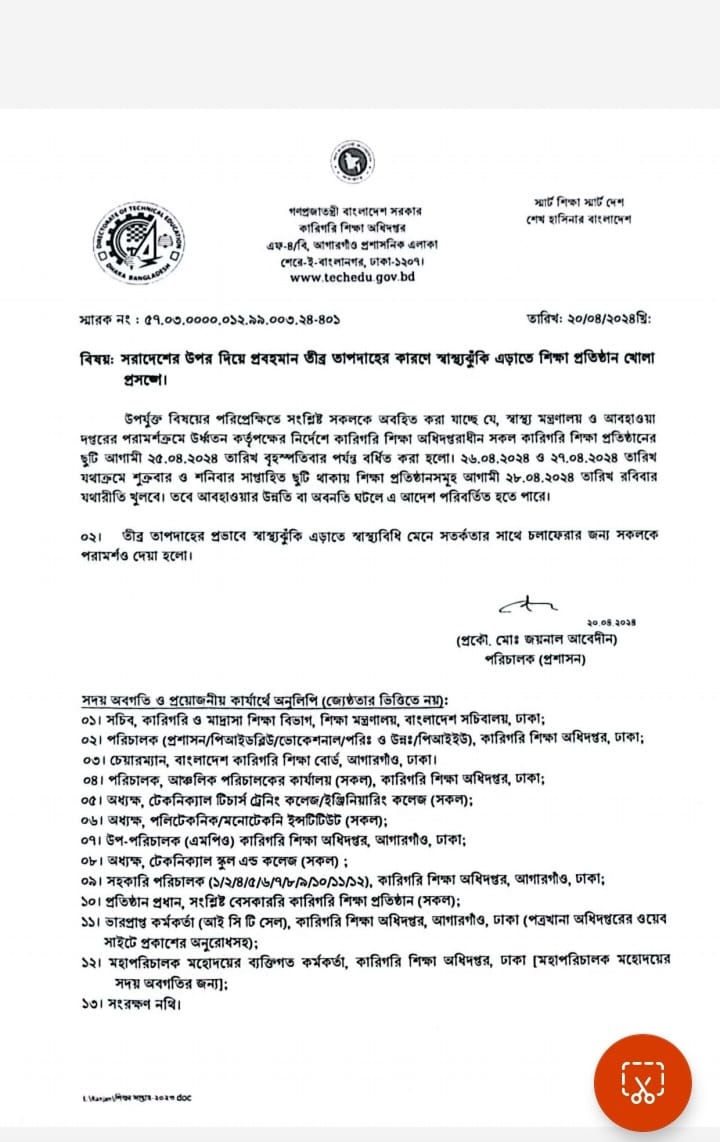 স্মার্ট শিক্ষা স্মার্ট দেশ
শেখ হাসিনার বাংলাদেশ
DIRECTORATE OF TECHNICAL EDUCATION
DHAKA BANGLADESH
গণপ্রজাতন্ত্রী বাংলাদেশ সরকার
কারিগরি শিক্ষা অধিদপ্তর
এফ-৪/বি, আগারগাঁও প্রশাসনিক এলাকা
শেরে-ই-বাংলানগর, ঢাকা-১২০৭।
www.techedu.gov.bd
স্মারক নং : ৫৭.০৩.০০০০.০১২.৯৯.০০৩.২৪-৪০১
তারিখ: ২০/০৪/২০২৪খ্রি:
বিষয়: সরাদেশের উপর দিয়ে প্রবহমান তীব্র তাপদাহের কারণে স্বাস্থ্যঝুঁকি এড়াতে শিক্ষা প্রতিষ্ঠান খোলা
প্রসঙ্গে।
উপর্যুক্ত বিষয়ের পরিপ্রেক্ষিতে সংশ্লিষ্ট সকলকে অবহিত করা যাচ্ছে যে, স্বাস্থ্য মন্ত্রণালয় ও আবহাওয়া
দপ্তরের পরামর্শক্রমে উর্ধ্বতন কর্তৃপক্ষের নির্দেশে কারিগরি শিক্ষা অধিদপ্তরাধীন সকল কারিগরি শিক্ষা প্রতিষ্ঠানের
ছুটি আগামী ২৫.০৪.২০২৪ তারিখ বৃহস্পতিবার পর্যন্ত বর্ধিত করা হলো। ২৬.০৪.২০২৪ ও ২৭.০৪.২০২৪ তারিখ
যথাক্রমে শুক্রবার ও শনিবার সাপ্তাহিত ছুটি থাকায় শিক্ষা প্রতিষ্ঠানসমূহ আগামী ২৮.০৪.২০২৪ তারিখ রবিবার
যথারীতি খুলবে। তবে আবহাওয়ার উন্নতি বা অবনতি ঘটলে এ আদেশ পরিবর্তিত হতে পারে।
০২। তীব্র তাপদাহের প্রভাবে স্বাস্থ্যঝুঁকি এড়াতে স্বাস্থ্যবিধি মেনে সতর্কতার সাথে চলাফেরার জন্য সকলকে
পরামর্শও দেয়া হলো।
২০.০৪.২০২৪
(প্রকৌ. মোঃ জয়নাল আবেদীন)
পরিচালক (প্রশাসন)
সদয় অবগতি ও প্রয়োজনীয় কার্যার্থে অনুলিপি (জ্যেষ্ঠতার ভিত্তিতে নয়):
০১। সচিব, কারিগরি ও মাদ্রাসা শিক্ষা বিভাগ, শিক্ষা মন্ত্রণালয়, বাংলাদেশ সচিবালয়, ঢাকা;
০২। পরিচালক (প্রশাসন/পিআইডব্লিউ/ভোকেশনাল/পরিঃ ও উন্নঃ/পিআইইউ), কারিগরি শিক্ষা অধিদপ্তর, ঢাকা;
০৩। চেয়ারম্যান, বাংলাদেশ কারিগরি শিক্ষা বোর্ড, আগারগাঁও, ঢাকা।
০৪। পরিচালক, আঞ্চলিক পরিচালকের কার্যালয় (সকল), কারিগরি শিক্ষা অধিদপ্তর, ঢাকা;
০৫। অধ্যক্ষ, টেকনিক্যাল টিচার্স ট্রেনিং কলেজ/ইঞ্জিনিয়ারিং কলেজ (সকল);
০৬। অধ্যক্ষ, পলিটেকনিক/মনোটেকনি ইন্সটিটিউট (সকল);
০৭। উপ-পরিচালক (এমপিও) কারিগরি শিক্ষা অধিদপ্তর, আগারগাঁও, ঢাকা;
০৮। অধ্যক্ষ, টেকনিক্যাল স্কুল এন্ড কলেজ (সকল) ;
০৯। সহকারি পরিচালক (১/২/৪/৫/৬/৭/৮/৯/১০/১১/১২), কারিগরি শিক্ষা অধিদপ্তর, আগারগাঁও, ঢাকা;
১০। প্রতিষ্ঠান প্রধান, সংশ্লিষ্ট বেসকাররি কারিগরি শিক্ষা প্রতিষ্ঠান (সকল);
১১। ভারপ্রাপ্ত কর্মকর্তা (আই সি টি সেল), কারিগরি শিক্ষা অধিদপ্তর, আগারগাঁও, ঢাকা (পত্রখানা অধিদপ্তরের ওয়েব
সাইটে প্রকাশের অনুরোধসহ);
১২। মহাপরিচালক মহোদয়ের ব্যক্তিগত কর্মকর্তা, কারিগরি শিক্ষা অধিদপ্তর, ঢাকা [মহাপরিচালক মহোদয়ের
সদয় অবগতির জন্য];
১৩। সংরক্ষণ নথি।